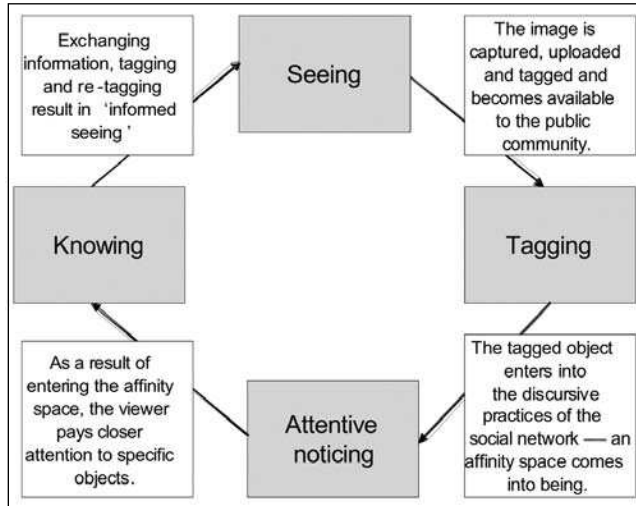 Exchanging
information, tagging
and re-tagging
result in 'informed
seeing'
Seeing
The image is
captured, uploaded
and tagged and
becomes available
to the public
community.
Knowing
Tagging
As a result of
entering the affinity
space, the viewer
pays closer
attention to specific
objects.
Attentive
noticing
The tagged object
enters into
the discursive
practices of the
social network — an
affinity space comes
into being.